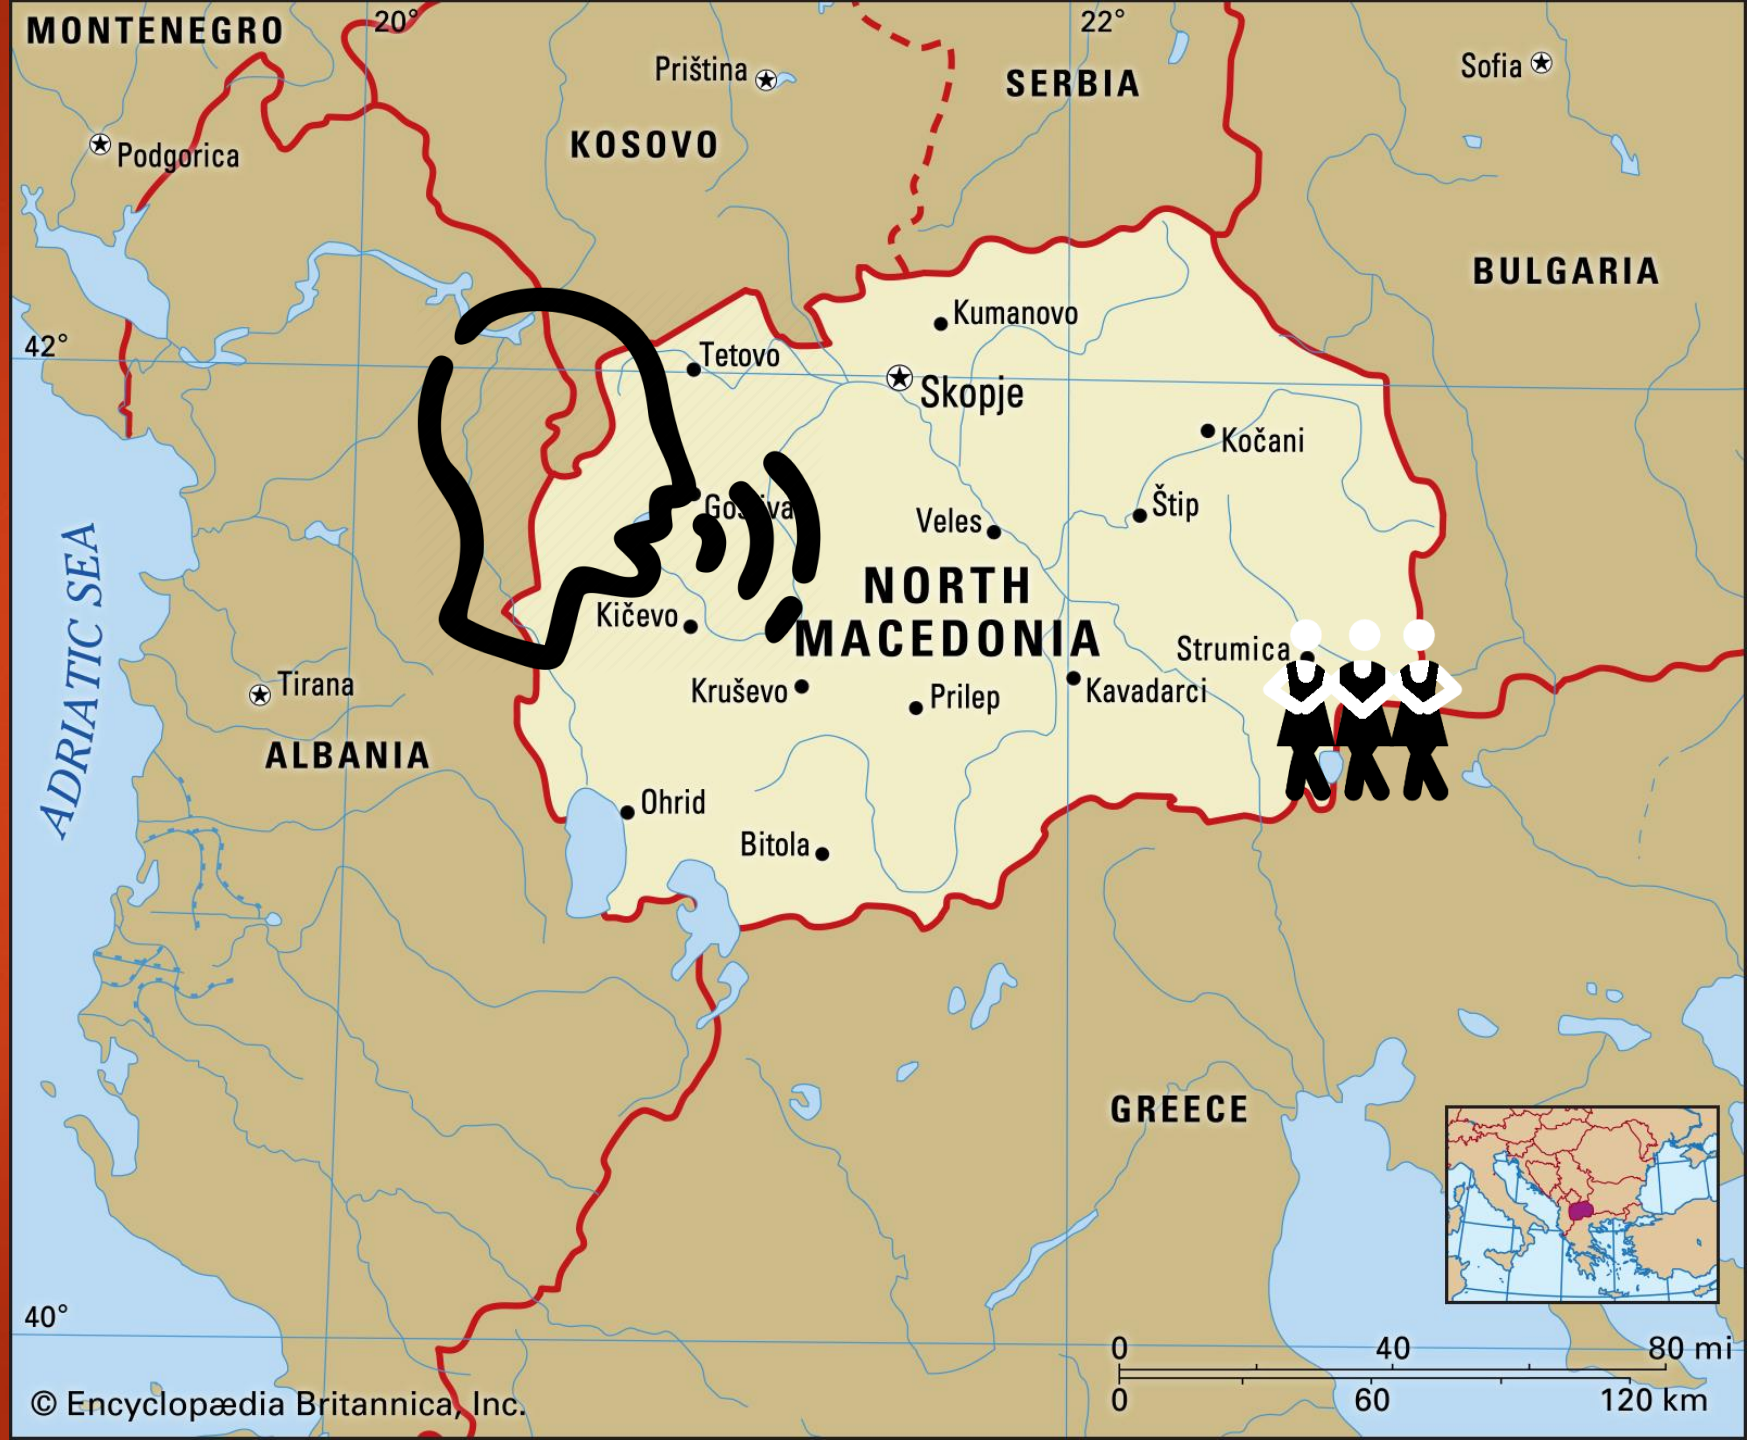 MONTENEGRO
20°
22°
Priština
SERBIA
Sofia
KOSOVO
Podgorica
BULGARIA
Kumanovo
42°
Tetovo
Skopje
Kočani
Štip
Veles
NORTH
MACEDONIA
Kičevo
Strumica
ADRIATIC SEA
Tirana
Kruševo
Prilep
Kavadarci
ALBANIA
Ohrid
Bitola
GREECE
40°
0 40 80 mi
0 60 120 km
© Encyclopædia Britannica, Inc.